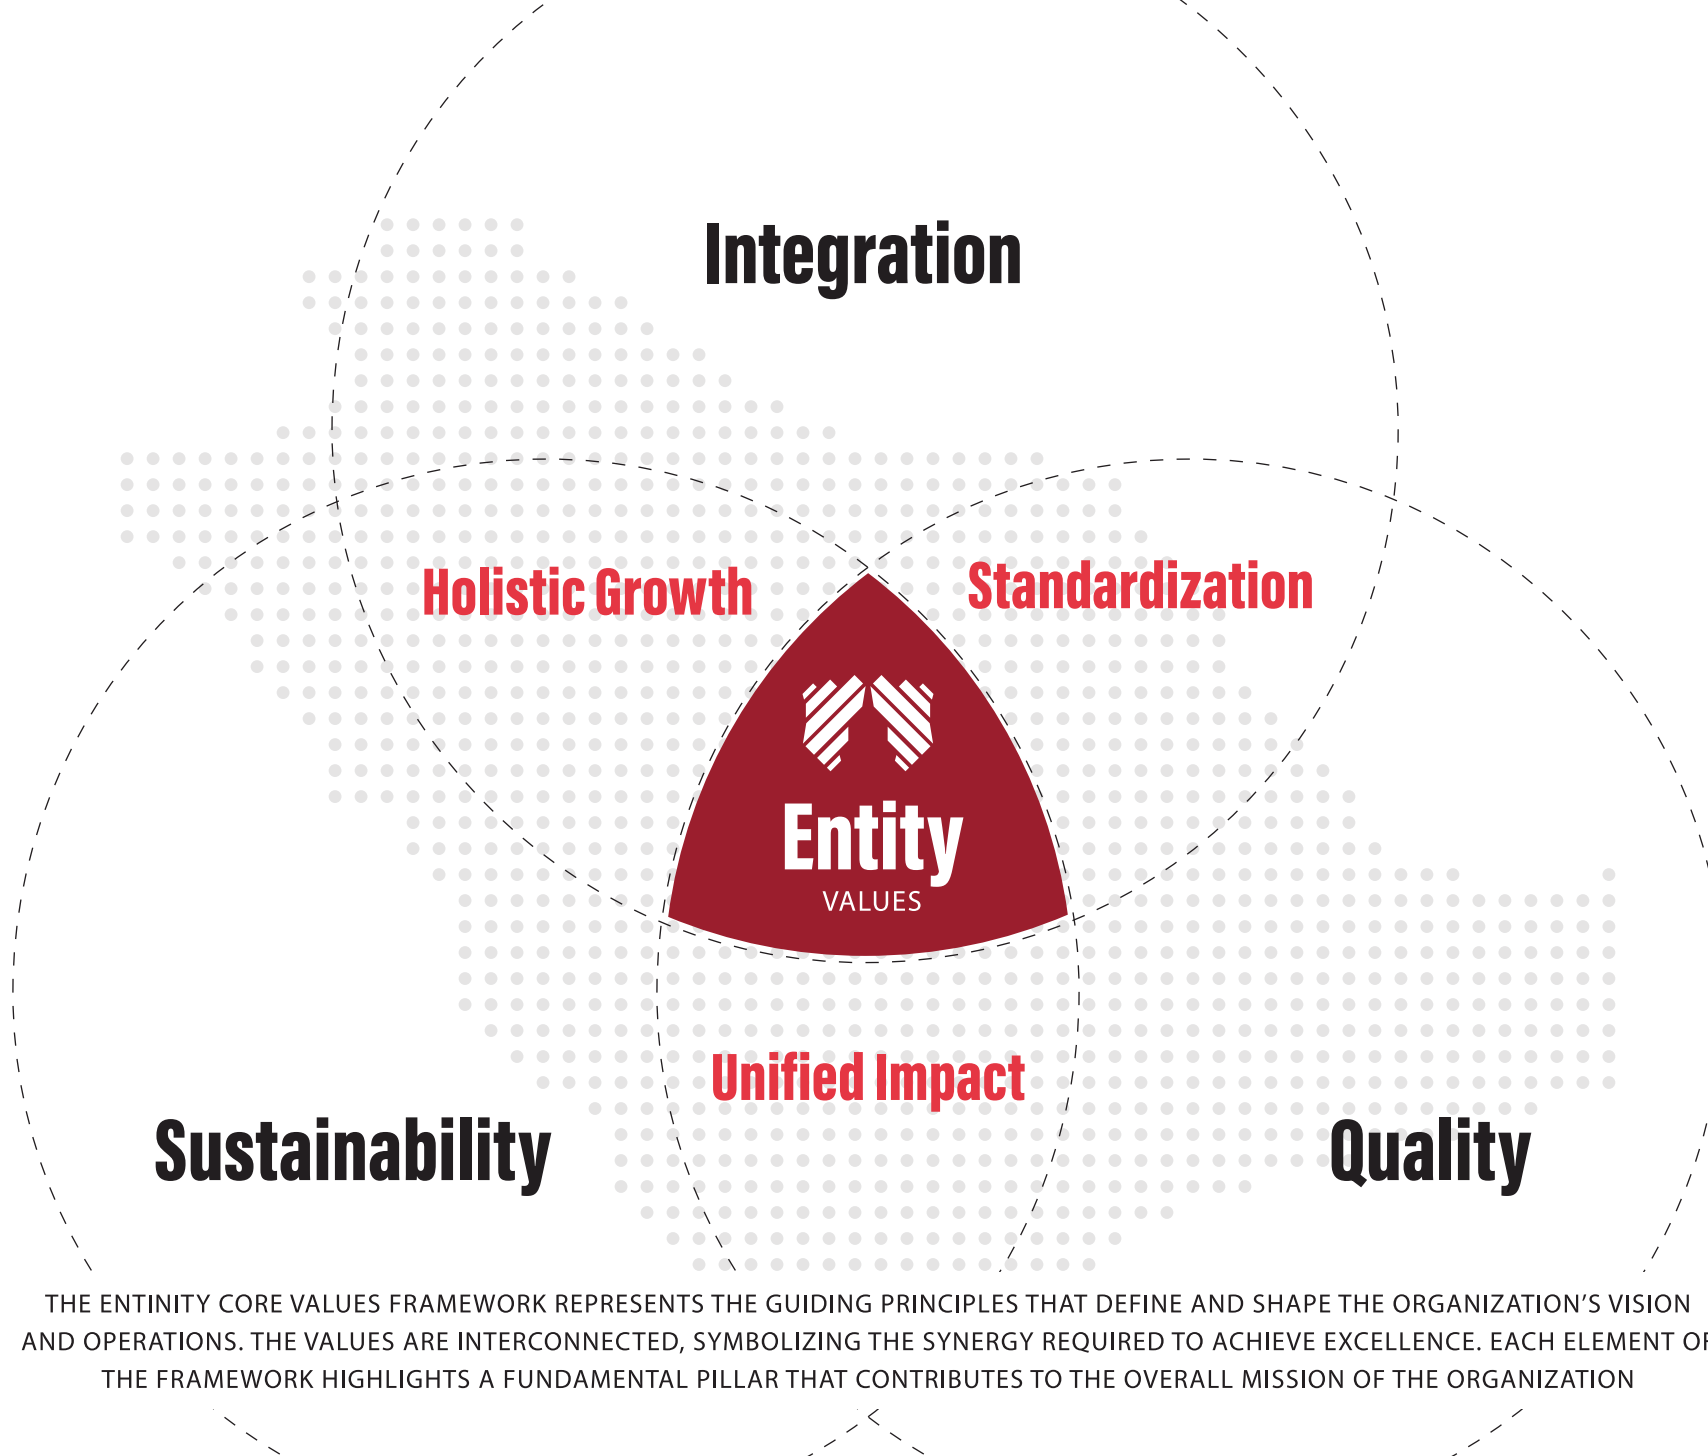 Integration
Holistic Growth
Standardization
Entity
VALUES
Unified Impact
Sustainability
Quality
THE ENTINITY CORE VALUES FRAMEWORK REPRESENTS THE GUIDING PRINCIPLES THAT DEFINE AND SHAPE THE ORGANIZATION'S VISION
AND OPERATIONS. THE VALUES ARE INTERCONNECTED, SYMBOLIZING THE SYNERGY REQUIRED TO ACHIEVE EXCELLENCE. EACH ELEMENT OF
THE FRAMEWORK HIGHLIGHTS A FUNDAMENTAL PILLAR THAT CONTRIBUTES TO THE OVERALL MISSION OF THE ORGANIZATION